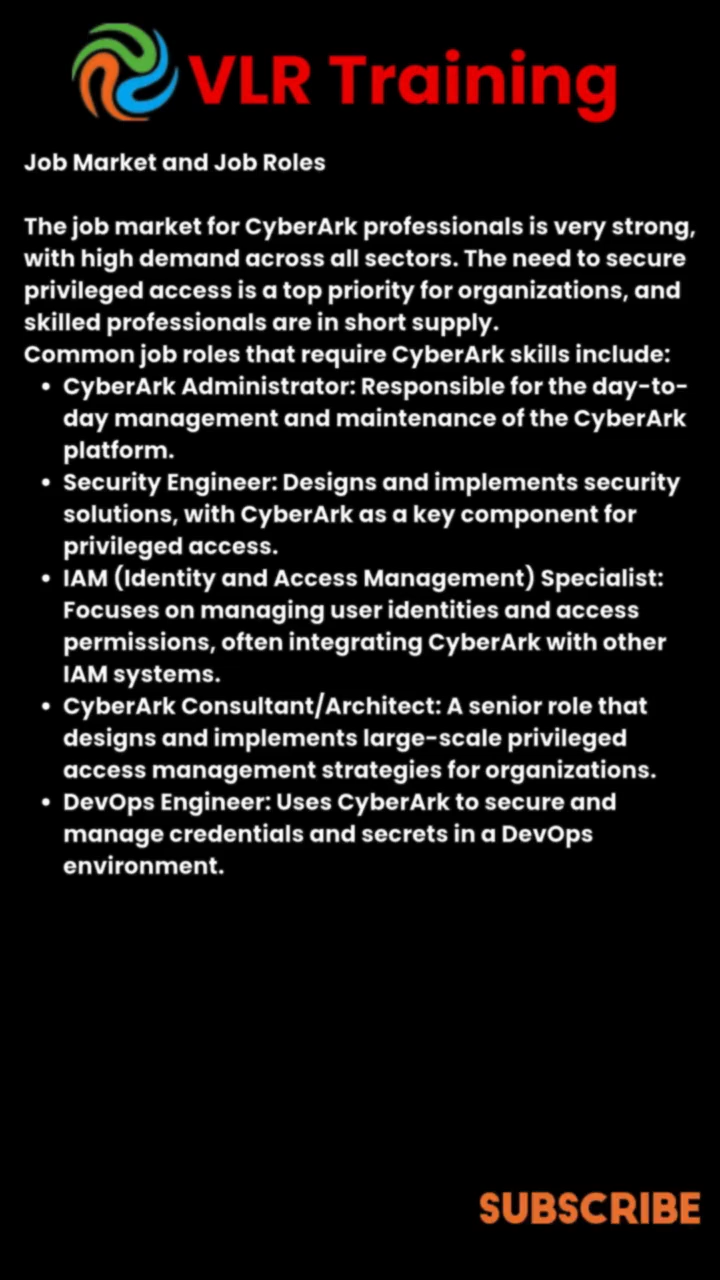 VLR Training
Job Market and Job Roles
The job market for CyberArk professionals is very strong,
with high demand across all sectors. The need to secure
privileged access is a top priority for organizations, and
skilled professionals are in short supply.
Common job roles that require CyberArk skills include:
• CyberArk Administrator: Responsible for the day-to-
day management and maintenance of the CyberArk
platform.
• Security Engineer: Designs and implements security
solutions, with CyberArk as a key component for
privileged access.
• IAM (Identity and Access Management) Specialist:
Focuses on managing user identities and access
permissions, often integrating CyberArk with other
IAM systems.
• CyberArk Consultant/Architect: A senior role that
designs and implements large-scale privileged
access management strategies for organizations.
• DevOps Engineer: Uses CyberArk to secure and
manage credentials and secrets in a DevOps
environment.
SUBSCRIBE